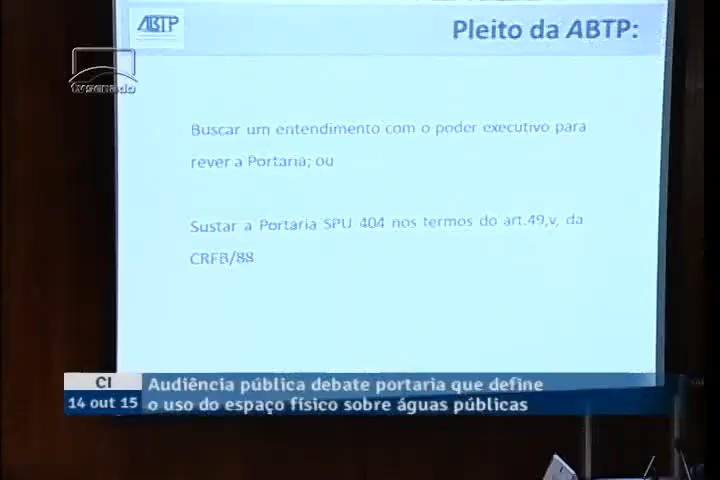 ABTP
Pleito da ABTP:
tv senado
Buscar um entendimento com o poder executivo para
rever a Portaria; ou
Sustar a Portaria SPU 404 nos termos do art.49,v, da
CRFB/88
CI
14 out 15
Audiência pública debate portaria que define
o uso do espaço físico sobre águas públicas